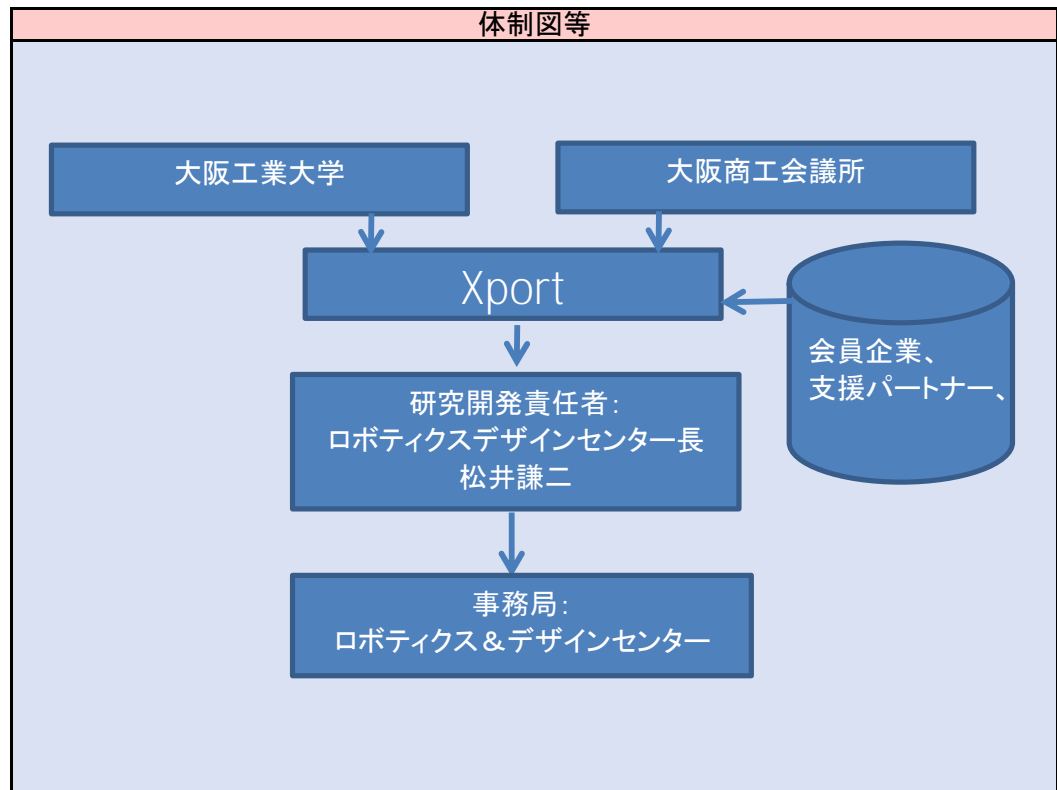 体制図等
大阪工業大学
大阪商工会議所
Xport
会員企業、
支援パートナー、
研究開発責任者：
ロボティクスデザインセンター長
松井謙二
事務局：
ロボティクス＆デザインセンター